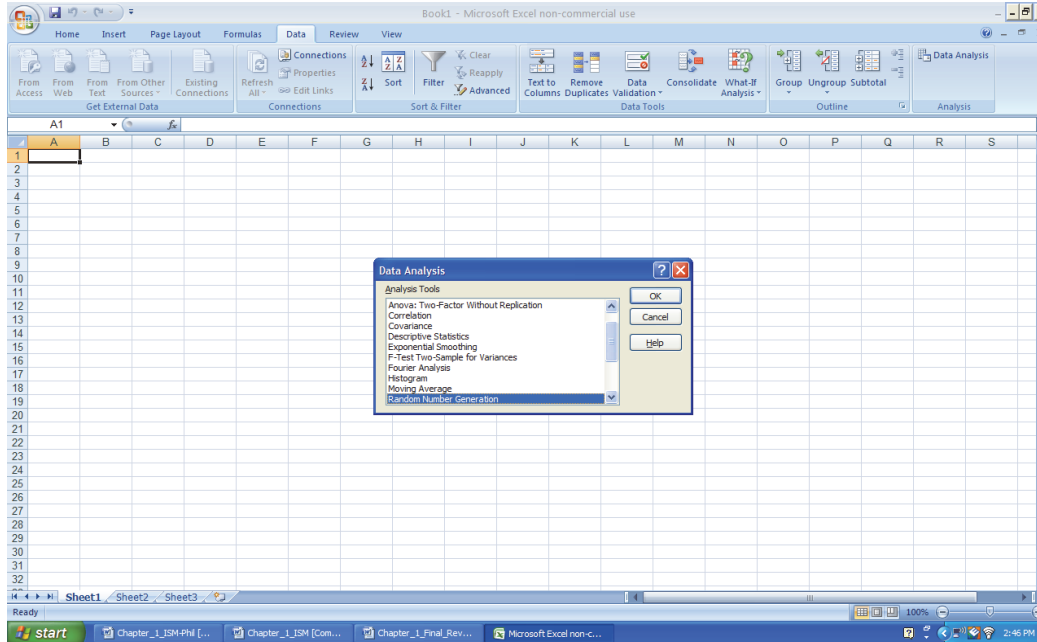 Book1 - Microsoft Excel non-commercial use
Home Insert Page Layout Formulas Data Review View
From Access
From Web
From Text
From Other Sources
Existing Connections
Get External Data
Refresh All
Connections
Properties
Edit Links
Connections
Sort
Filter
Clear
Reapply
Advanced
Sort & Filter
Text to Columns
Remove Duplicates
Data Validation
Consolidate
What-If Analysis
Data Tools
Group
Ungroup
Subtotal
Outline
Data Analysis
Analysis
A1 fx
A B C D E F G H I J K L M N O P Q R S
1
2
3
4
5
6
7
8
9
10
11
12
13
14
15
16
17
18
19
20
21
22
23
24
25
26
27
28
29
30
31
32
Data Analysis
Analysis Tools
Anova: Two-Factor Without Replication
Correlation
Covariance
Descriptive Statistics
Exponential Smoothing
F-Test Two-Sample for Variances
Fourier Analysis
Histogram
Moving Average
Random Number Generation
OK
Cancel
Help
Sheet1 Sheet2 Sheet3
Ready 100%
start Chapter_1_ISM-Phil [... Chapter_1_ISM [Com... Chapter_1_Final_Rev... Microsoft Excel non-c... 2:46 PM